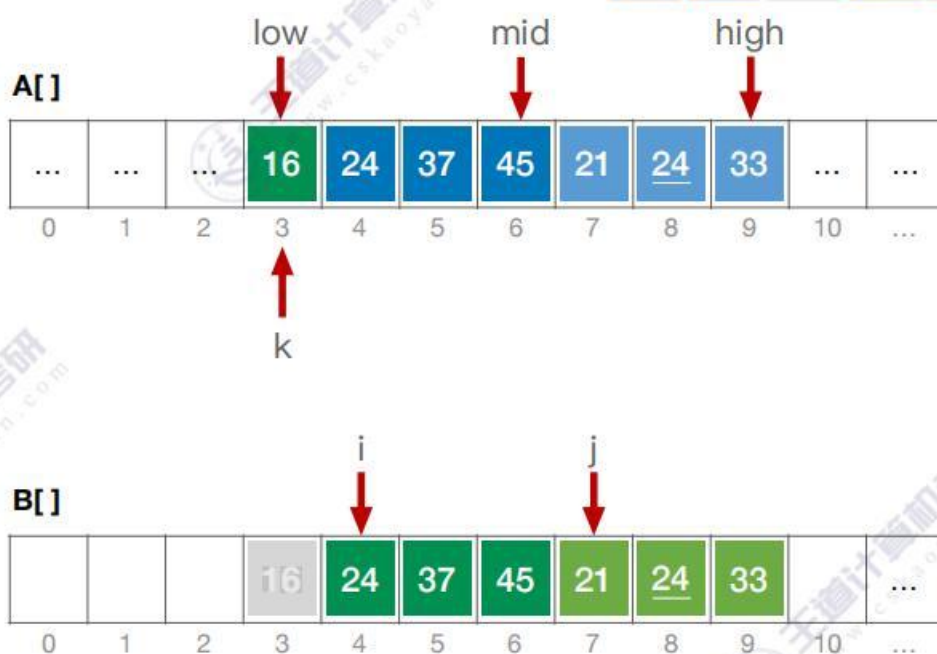 low mid high
A[ ]
... ... ... 16 24 37 45 21 24 33 ... ...
0 1 2 3 4 5 6 7 8 9 10 ...
k
i j
B[ ]
16 24 37 45 21 24 33 ...
0 1 2 3 4 5 6 7 8 9 10 ...